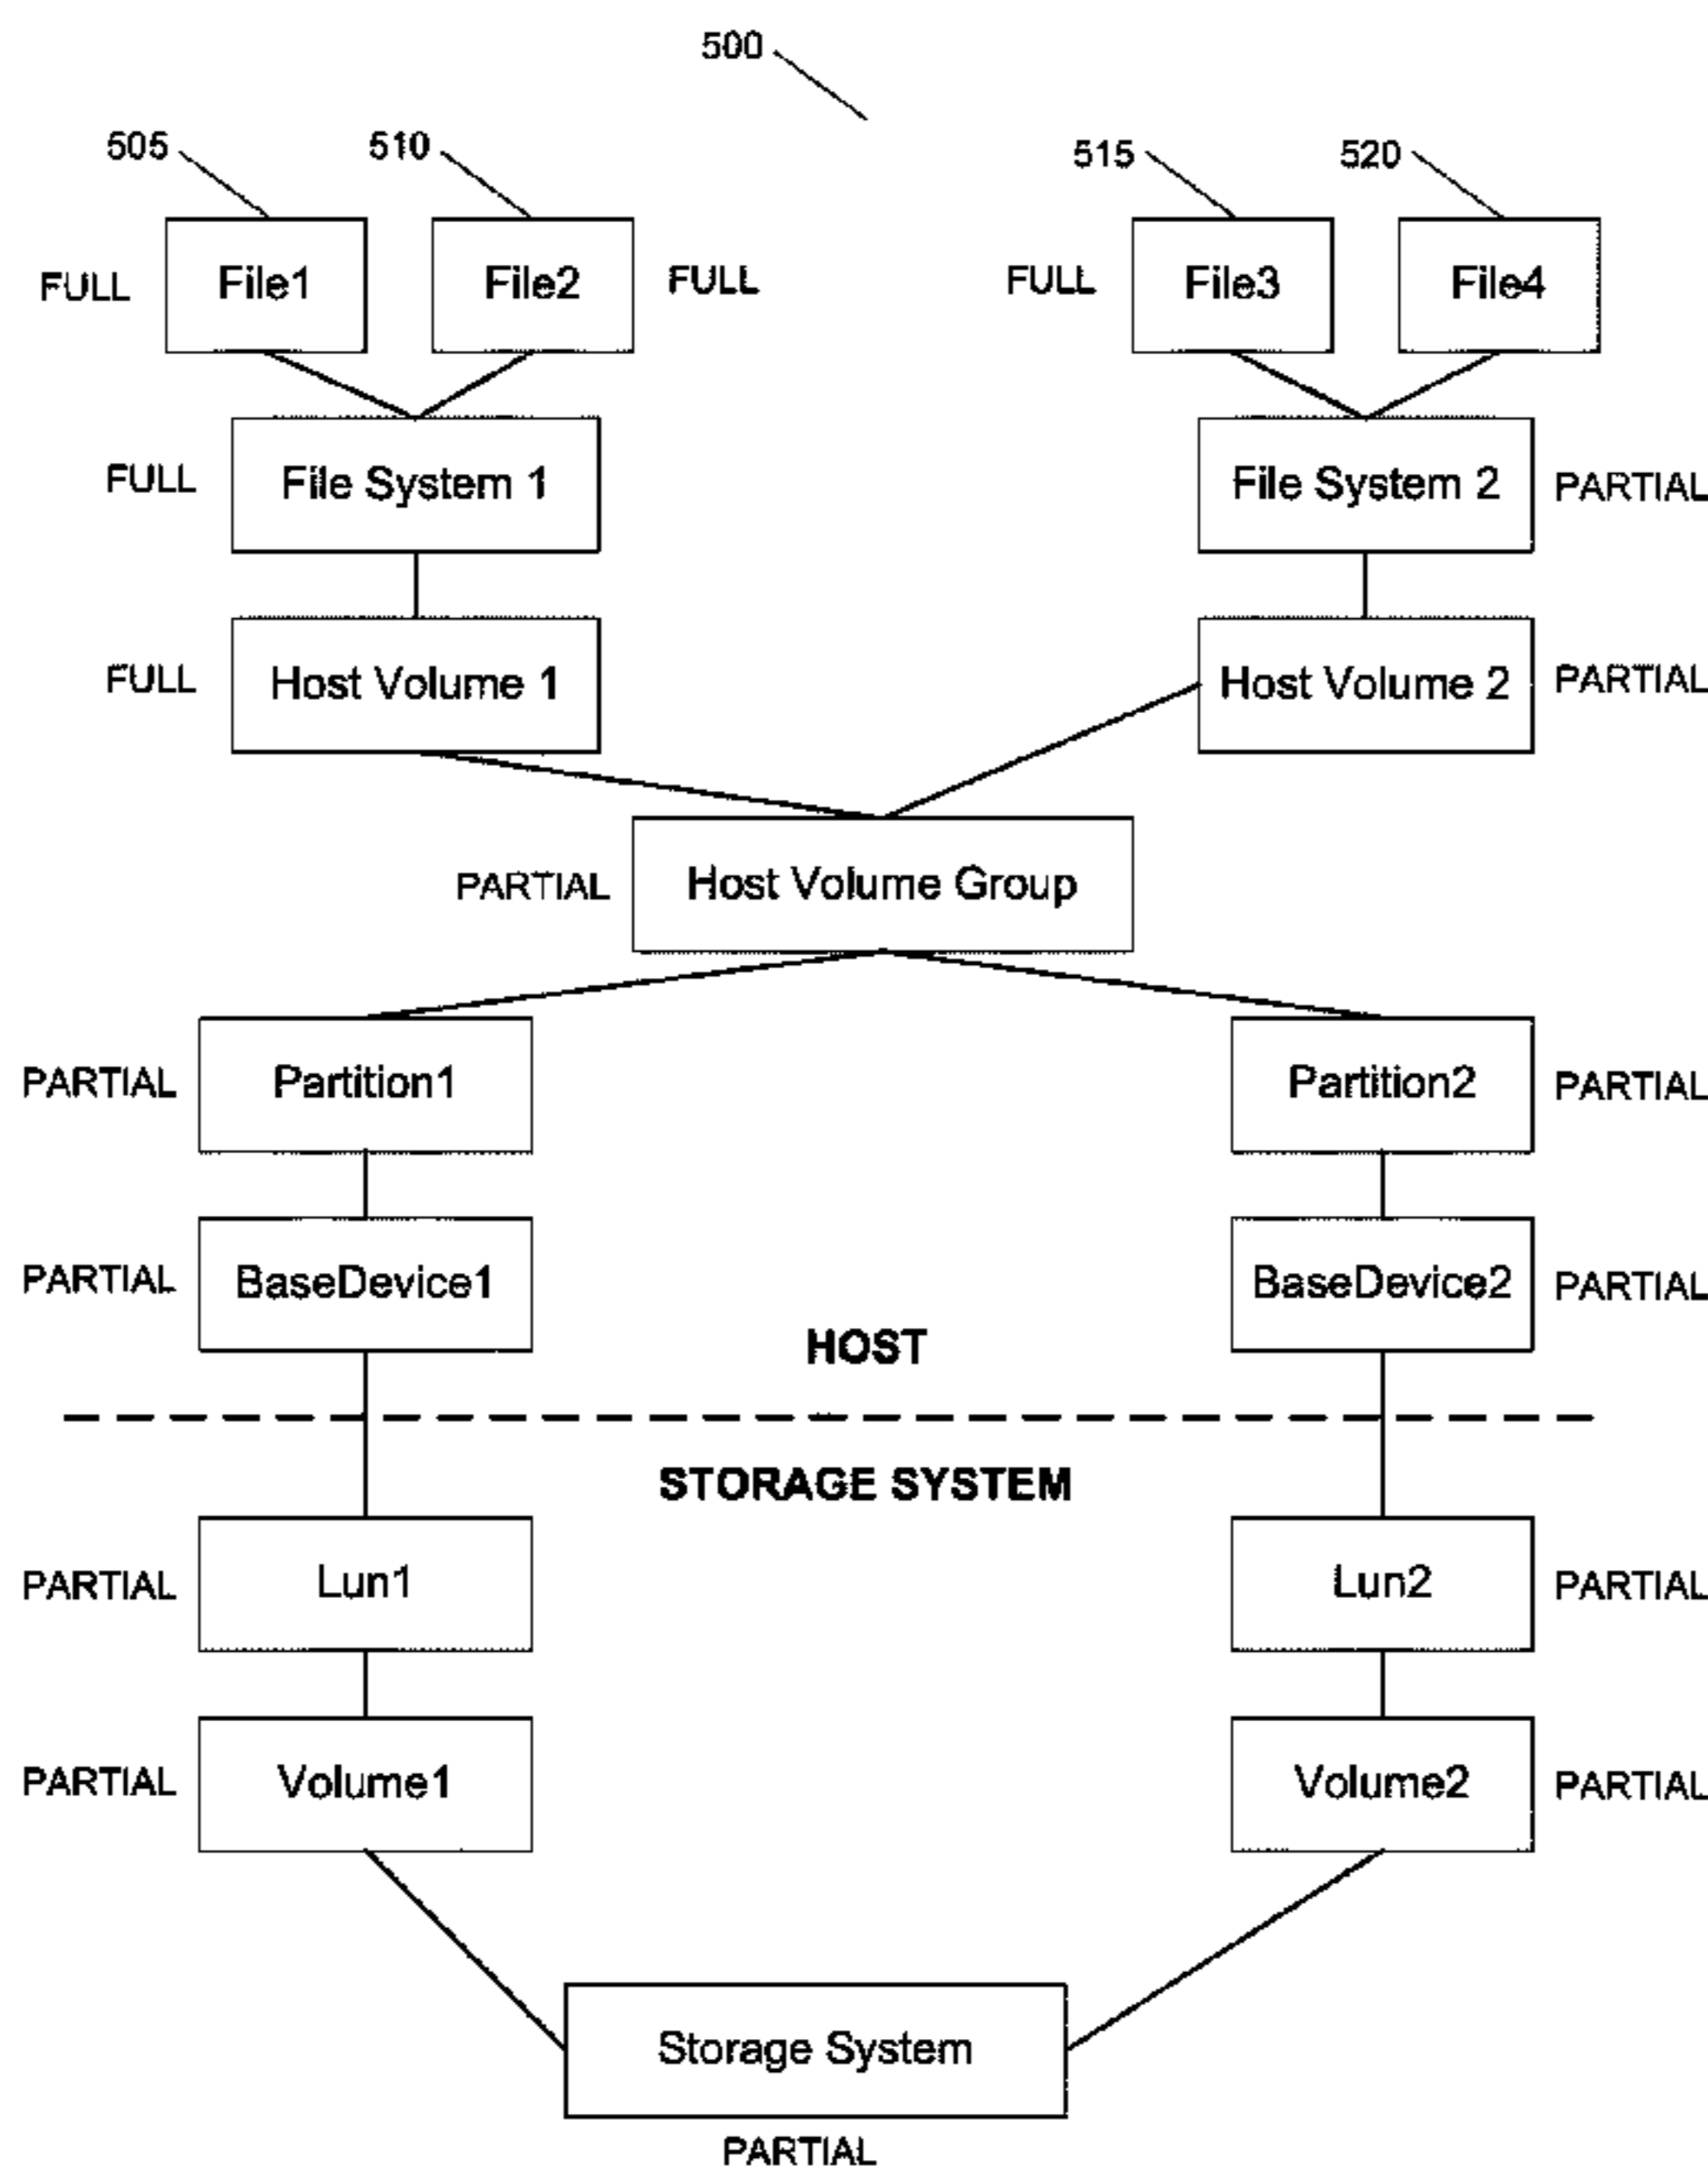 500
505 510 515 520
FULL File1 File2 FULL FULL File3 File4
FULL File System 1 File System 2 PARTIAL
FULL Host Volume 1 Host Volume 2 PARTIAL
PARTIAL Host Volume Group
PARTIAL Partition1 Partition2 PARTIAL
PARTIAL BaseDevice1 BaseDevice2 PARTIAL
HOST
STORAGE SYSTEM
PARTIAL Lun1 Lun2 PARTIAL
PARTIAL Volume1 Volume2 PARTIAL
Storage System
PARTIAL